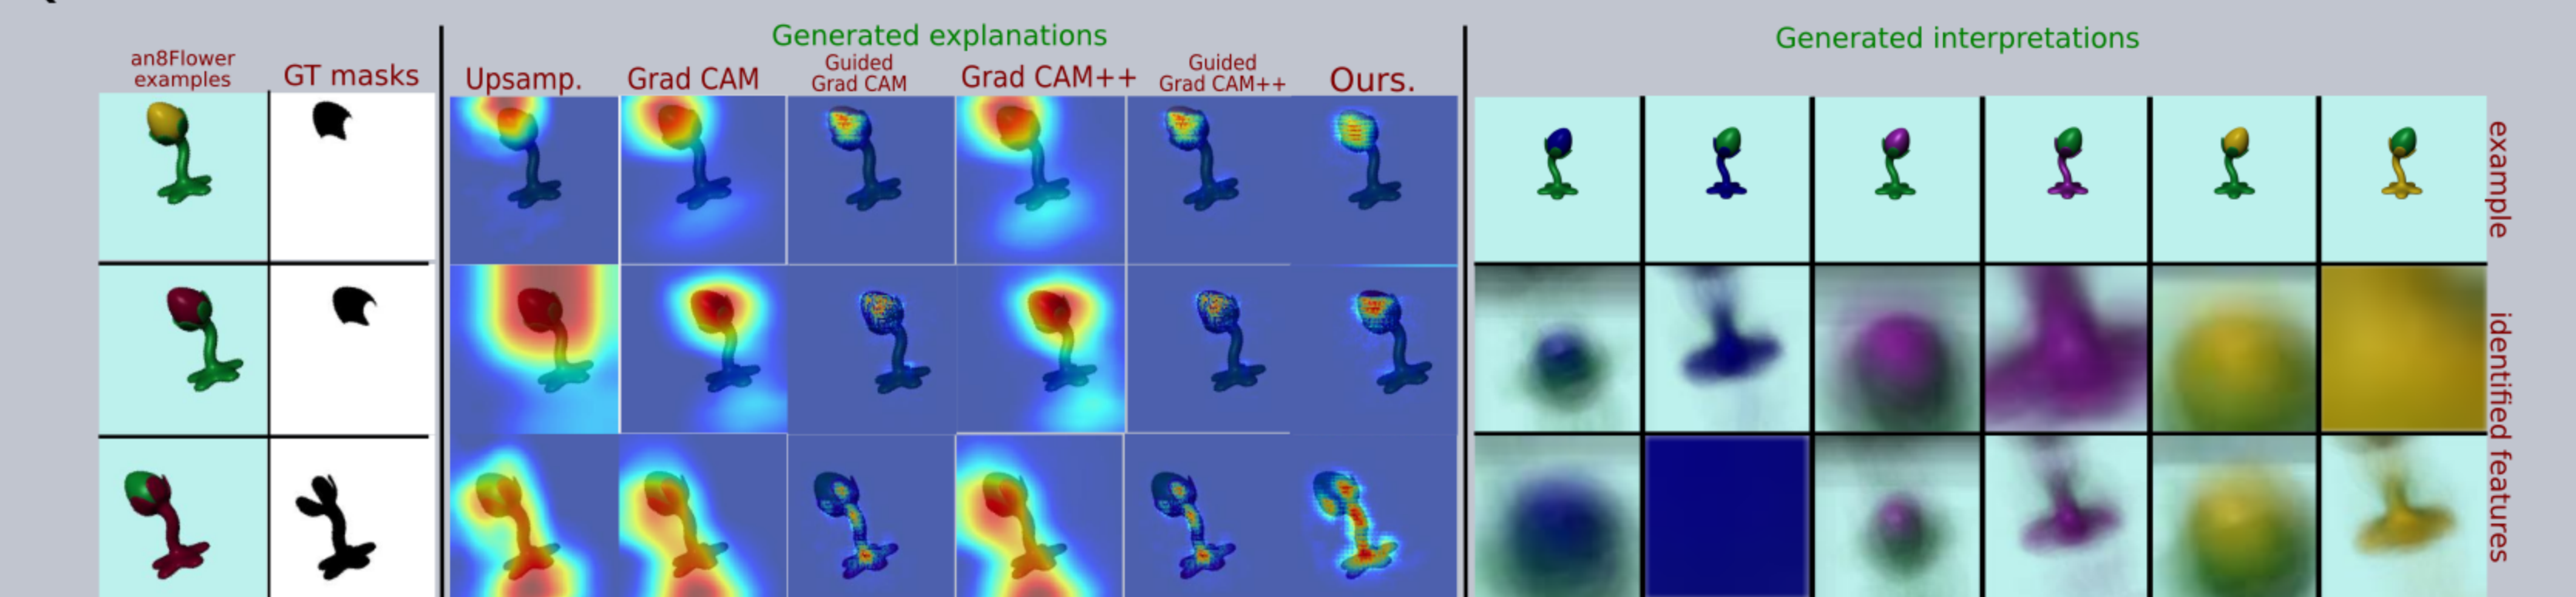 Generated explanations
Generated interpretations
an8Flower
examples
GT masks
Upsamp.
Grad CAM
Guided
Grad CAM
Grad CAM++
Guided
Grad CAM++
Ours.
example
identified features